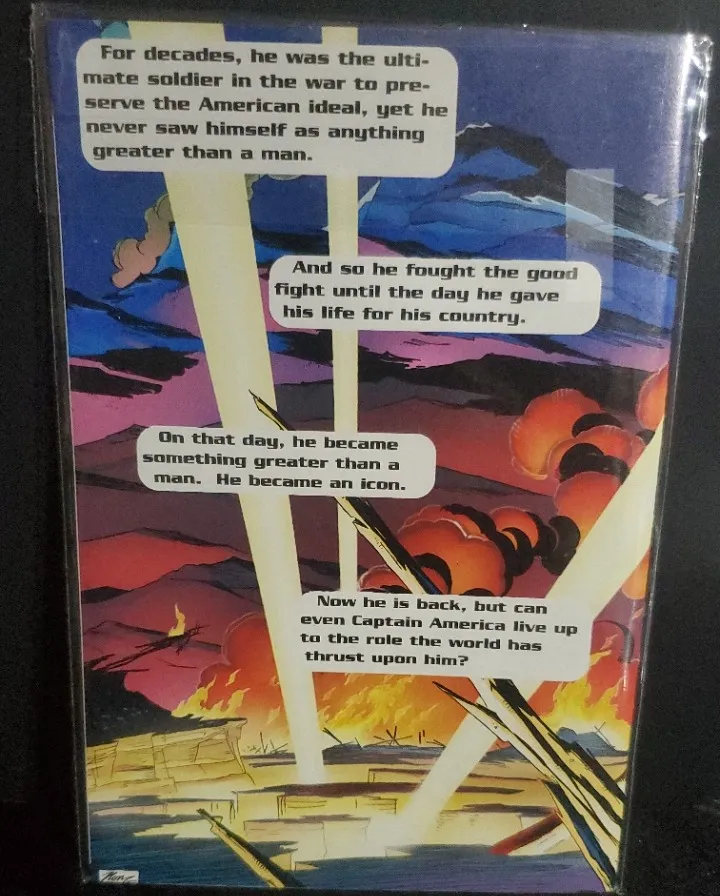 For decades, he was the ulti-
mate soldier in the war to pre-
serve the American ideal, yet he
never saw himself as anything
greater than a man.
And so he fought the good
fight until the day he gave
his life for his country.
On that day, he became
something greater than a
man. He became an icon.
Now he is back, but can
even Captain America live up
to the role the world has
thrust upon him?